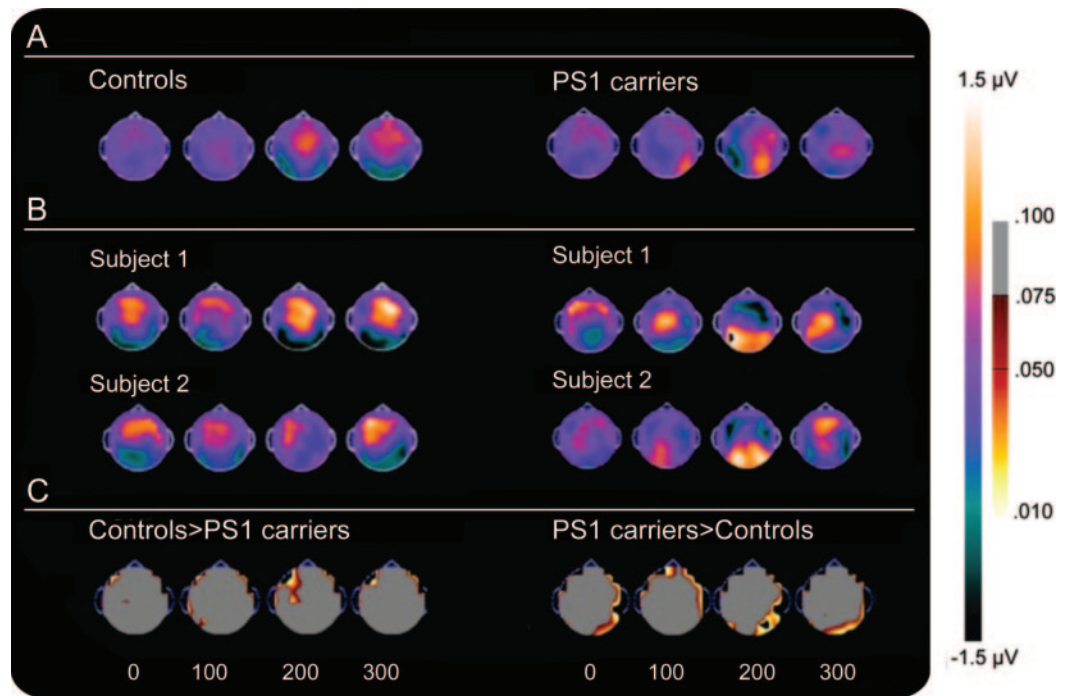 A
Controls PS1 carriers
B
Subject 1 Subject 1
Subject 2 Subject 2
C
Controls>PS1 carriers PS1 carriers>Controls
0 100 200 300 0 100 200 300
1.5 µV
.100
.075
.050
.010
-1.5 µV